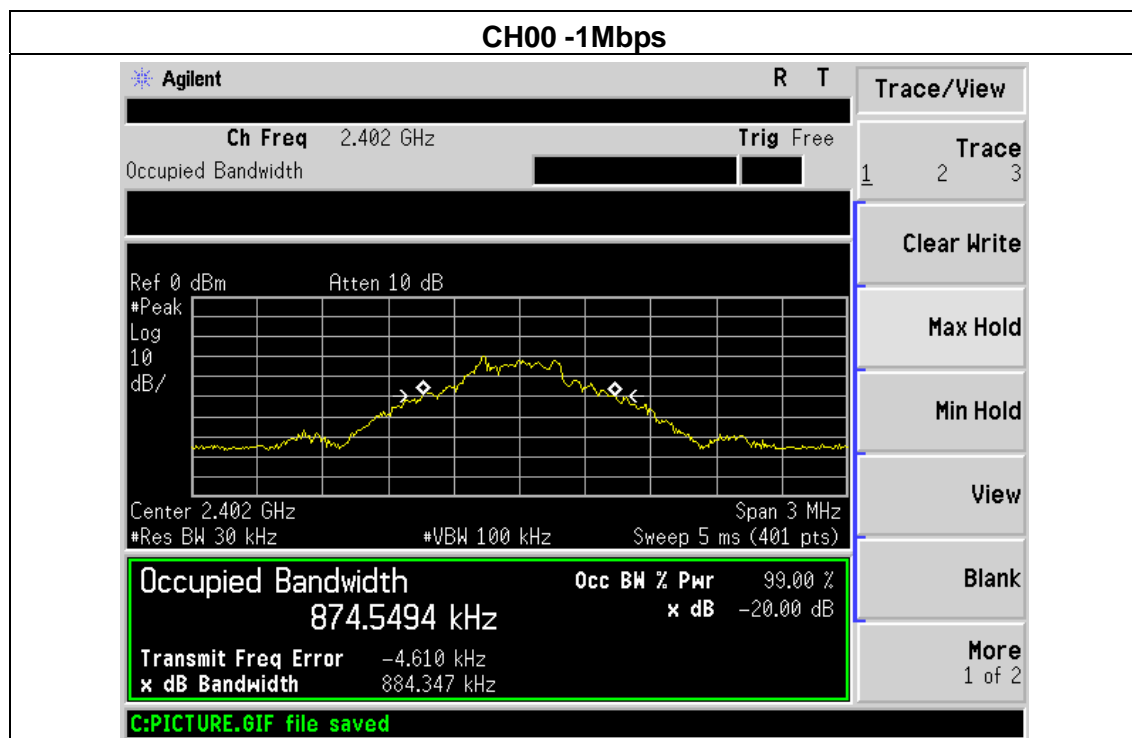 CH00 -1Mbps
Agilent
R T
Trace/View
Ch Freq 2.402 GHz
Trig Free
Occupied Bandwidth
Trace
1 2 3
Clear Write
Ref 0 dBm
Atten 10 dB
#Peak
Log
10
dB/
Max Hold
Min Hold
View
Center 2.402 GHz
Span 3 MHz
#Res BW 30 kHz
#VBW 100 kHz
Sweep 5 ms (401 pts)
Occupied Bandwidth
874.5494 kHz
Occ BW % Pwr 99.00 %
x dB -20.00 dB
Blank
Transmit Freq Error -4.610 kHz
x dB Bandwidth 884.347 kHz
More
1 of 2
C:PICTURE.GIF file saved